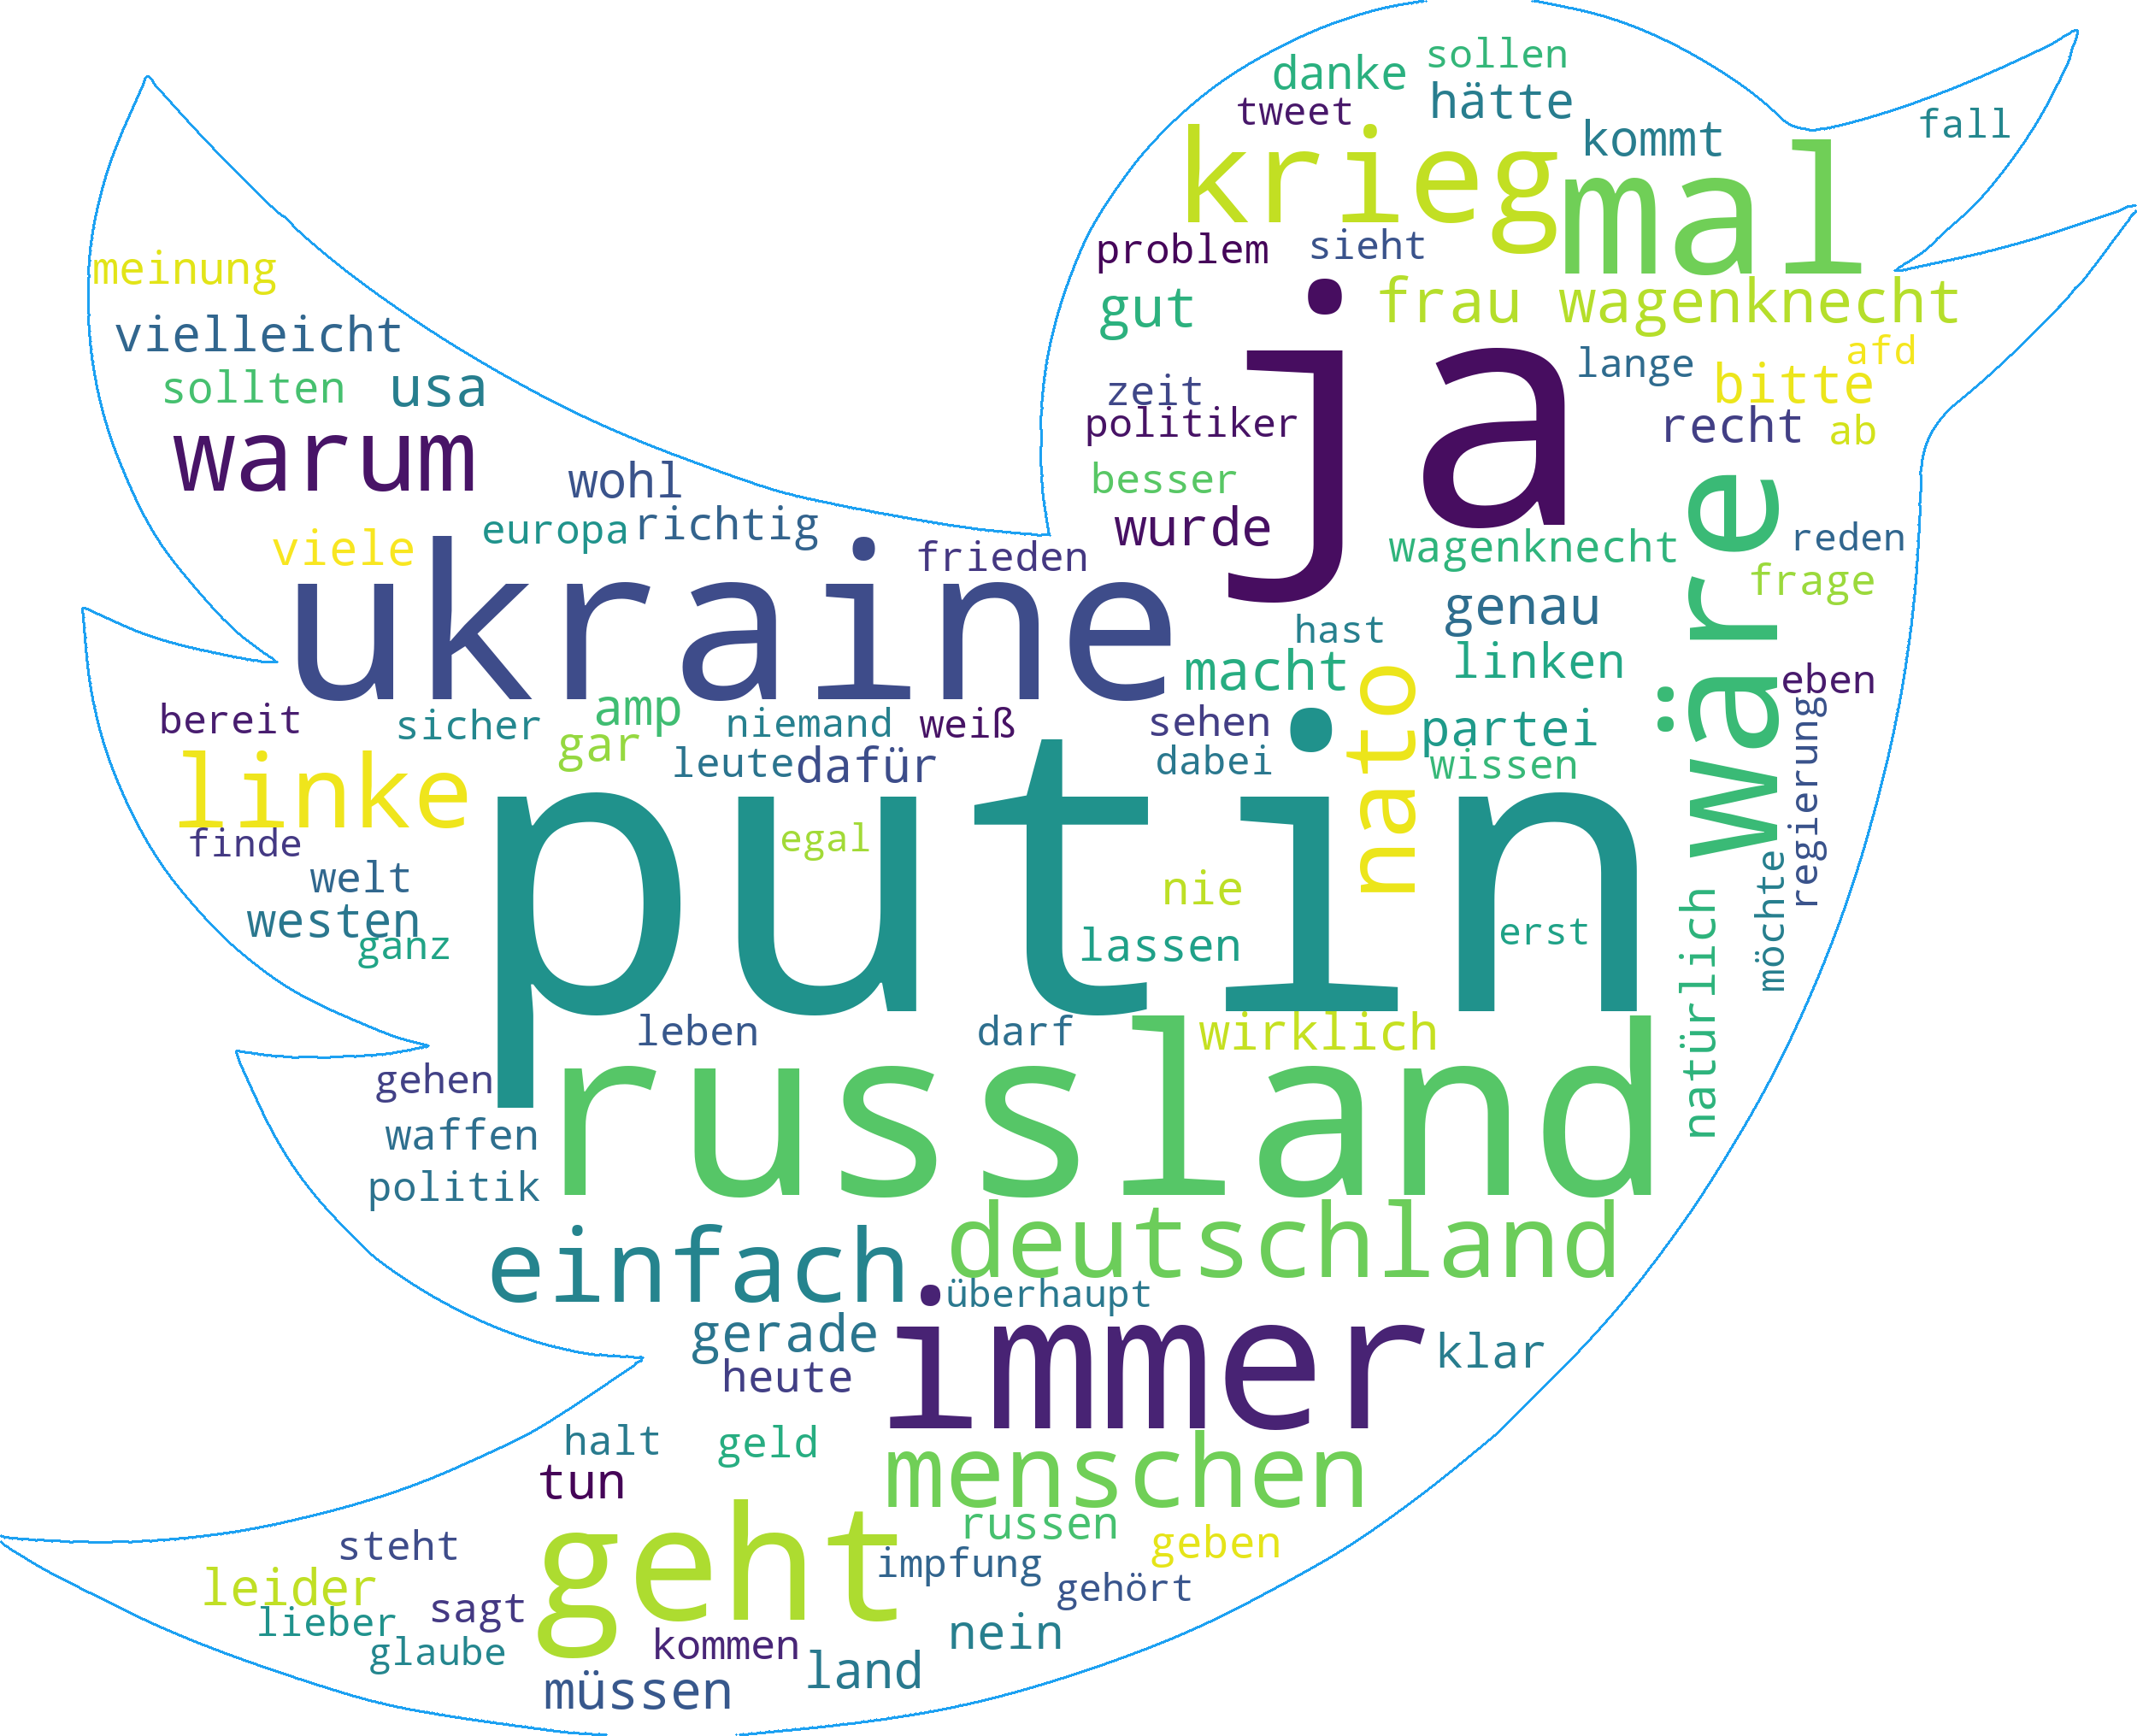 danke
sollen
tweet
hätte
kommt
fall
krieg
mal
problem
sieht
meinung
gut
frau wagenknecht
vielleicht
lange
afd
sollten
usa
zeit
ja
bitte
politiker
recht
ab
warum
wohl
besser
europa
richtig
wurde
wäre
viele
frieden
wagenknecht
reden
frage
ukraine
genau
hast
macht
linken
eben
bereit
sicher
amp
niemand
weiß
sehen
nato
partei
gar
leute
dafür
dabei
wissen
regierung
linke
finde
egal
putin
welt
nie
westen
ganz
lassen
erst
natürlich
möchte
leben
darf
wirklich
gehen
russland
waffen
politik
einfach
deutschland
überhaupt
gerade
immer
klar
heute
halt
geld
menschen
tun
russen
steht
geht
impfung
geben
leider
gehört
lieber
sagt
nein
glaube
kommen
land
müssen